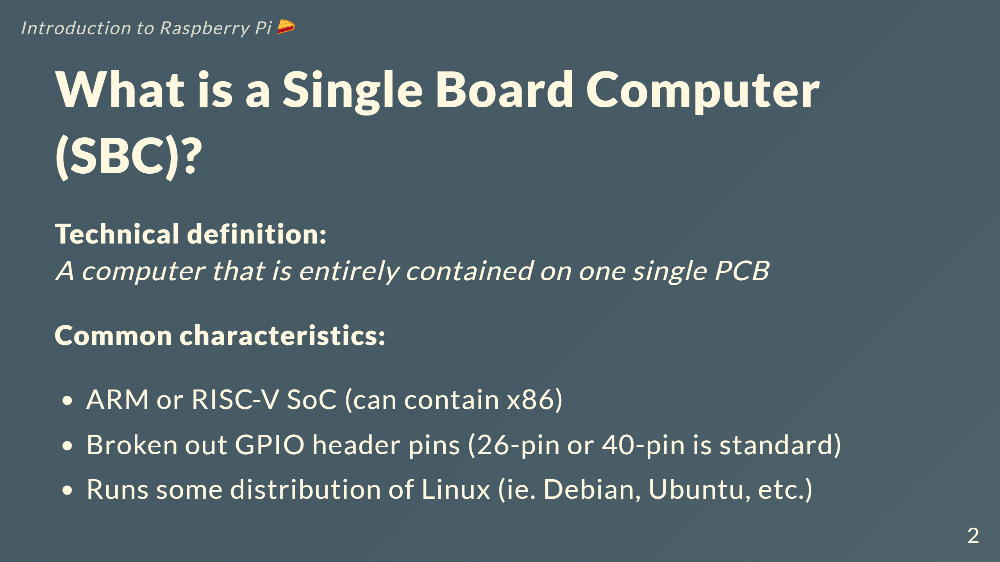 Introduction to Raspberry Pi 🥧
What is a Single Board Computer
(SBC)?
Technical definition:
A computer that is entirely contained on one single PCB
Common characteristics:
• ARM or RISC-V SoC (can contain x86)
• Broken out GPIO header pins (26-pin or 40-pin is standard)
• Runs some distribution of Linux (ie. Debian, Ubuntu, etc.)
2